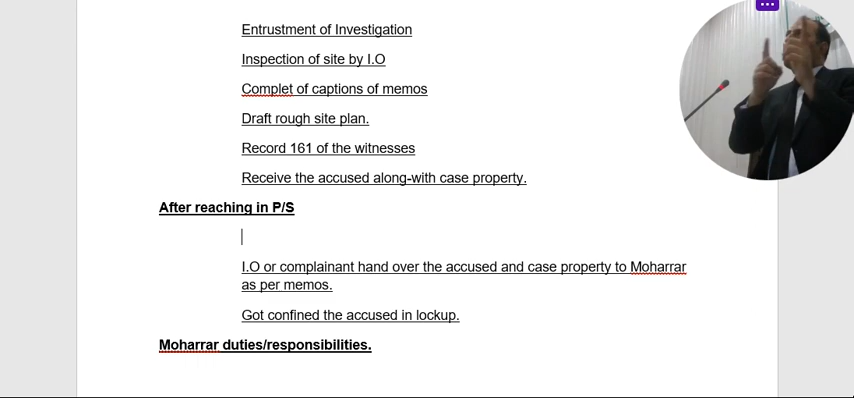 Entrustment of Investigation
Inspection of site by I.O
Complet of captions of memos
Draft rough site plan.
Record 161 of the witnesses
Receive the accused along-with case property.
After reaching in P/S
I.O or complainant hand over the accused and case property to Moharrar
as per memos.
Got confined the accused in lockup.
Moharrar duties/responsibilities.